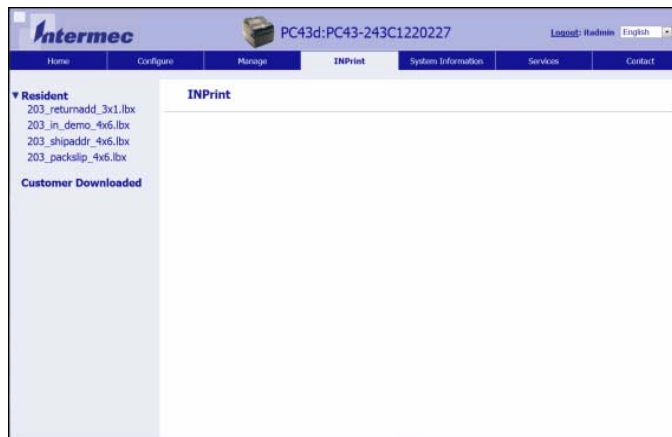 Intermec
PC43d:PC43-243C1220227
Logout: itadmin English
Home Configure Manage INPrint System Information Services Contact
Resident
203_returnadd_3x1.lbx
203_in_demo_4x6.lbx
203_shipaddr_4x6.lbx
203_packslip_4x6.lbx
Customer Downloaded
INPrint